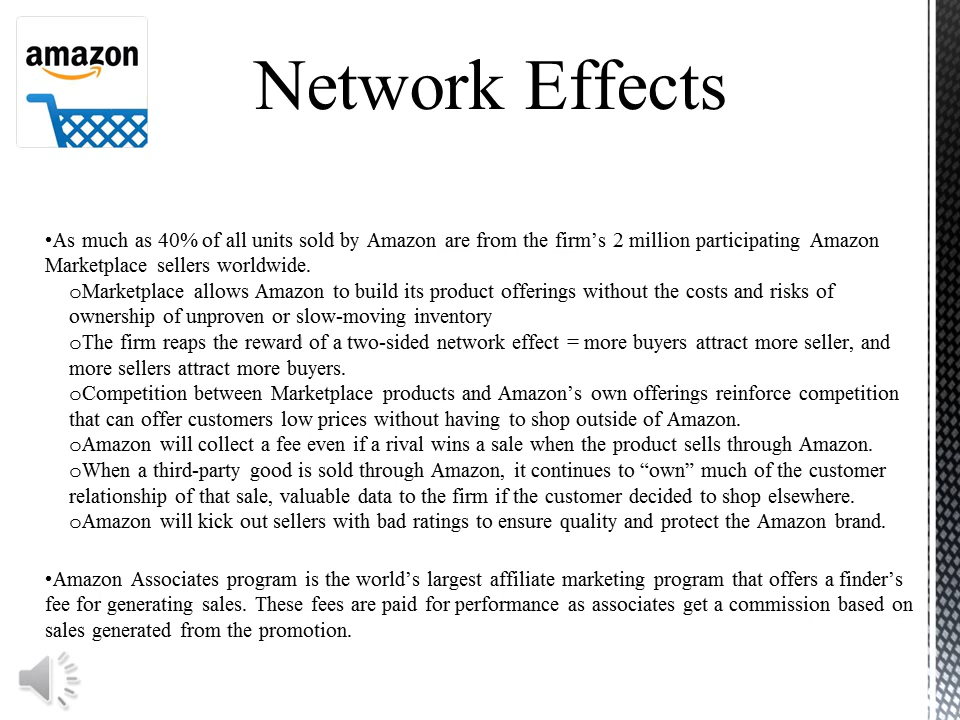 amazon
Network Effects
•As much as 40% of all units sold by Amazon are from the firm’s 2 million participating Amazon
Marketplace sellers worldwide.
oMarketplace allows Amazon to build its product offerings without the costs and risks of
ownership of unproven or slow-moving inventory
oThe firm reaps the reward of a two-sided network effect = more buyers attract more seller, and
more sellers attract more buyers.
oCompetition between Marketplace products and Amazon’s own offerings reinforce competition
that can offer customers low prices without having to shop outside of Amazon.
oAmazon will collect a fee even if a rival wins a sale when the product sells through Amazon.
oWhen a third-party good is sold through Amazon, it continues to “own” much of the customer
relationship of that sale, valuable data to the firm if the customer decided to shop elsewhere.
oAmazon will kick out sellers with bad ratings to ensure quality and protect the Amazon brand.
•Amazon Associates program is the world’s largest affiliate marketing program that offers a finder’s
fee for generating sales. These fees are paid for performance as associates get a commission based on
sales generated from the promotion.